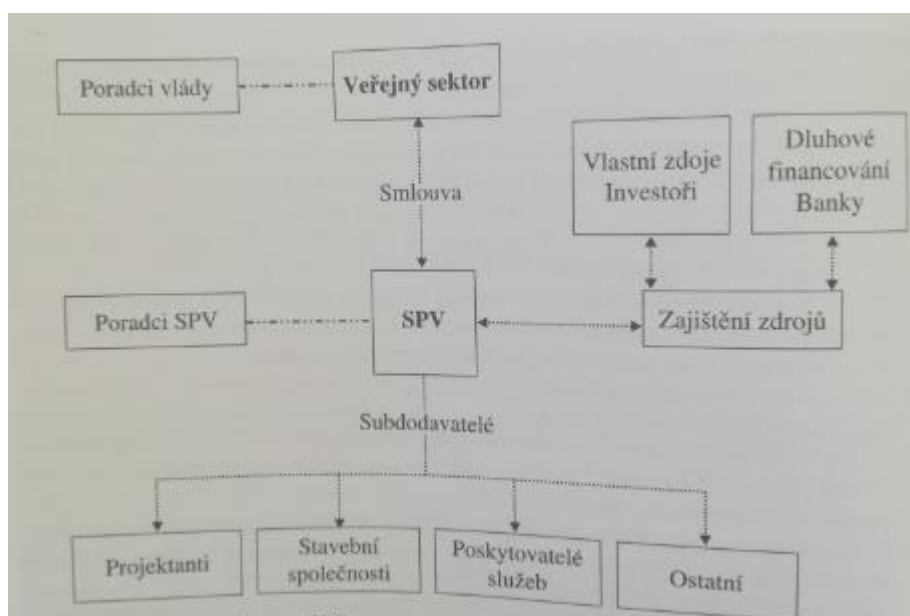 Poradci vlády
Veřejný sektor
Vlastní zdoje
Investoři
Dluhové
financování
Banky
Smlouva
Poradci SPV
SPV
Zajištění zdrojů
Subdodavatelé
Projektanti
Stavební
společnosti
Poskytovatelé
služeb
Ostatní